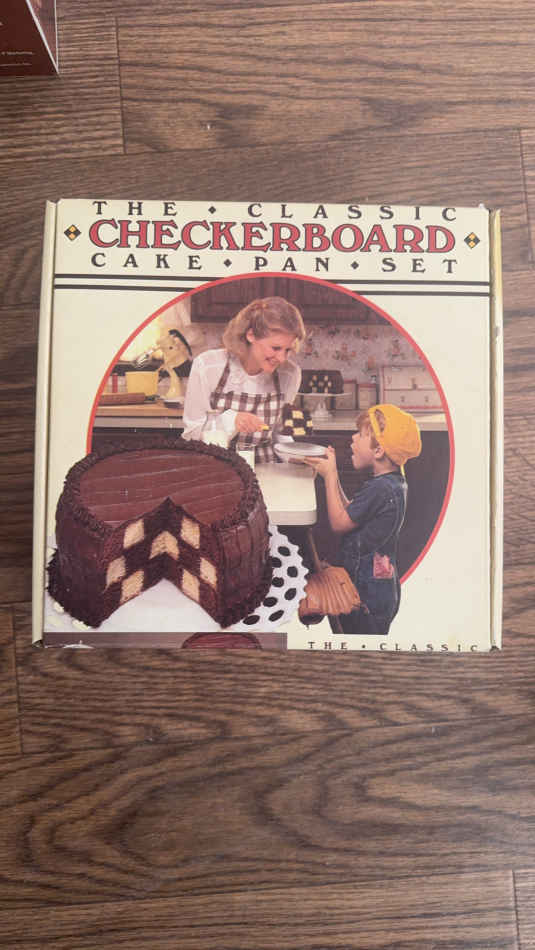 THE ♦ CLASSIC
CHECKERBOARD
CAKE ♦ PAN ♦ SET
THE ♦ CLASSIC